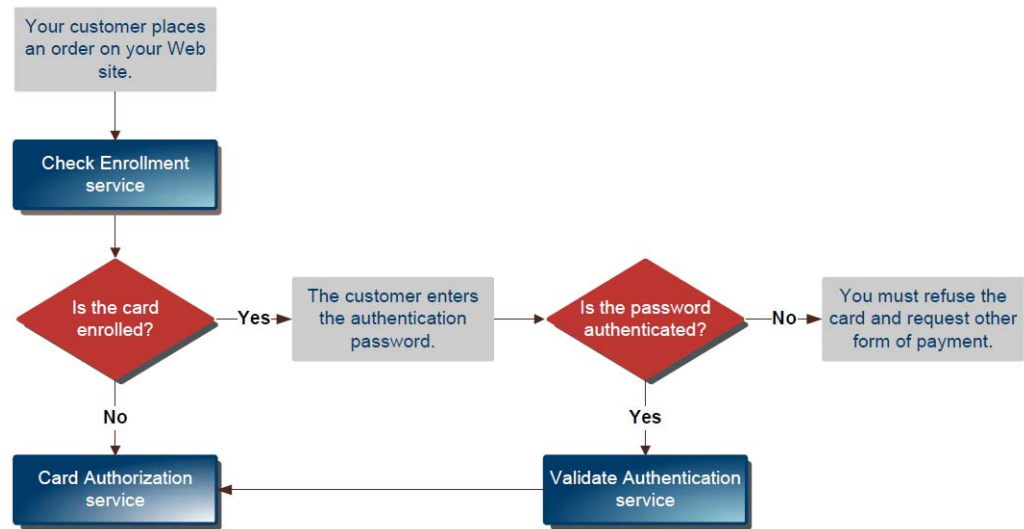 Your customer places
an order on your Web
site.
Check Enrollment
service
Is the card
enrolled?
Yes
The customer enters
the authentication
password.
Is the password
authenticated?
No
You must refuse the
card and request other
form of payment.
No
Yes
Card Authorization
service
Validate Authentication
service